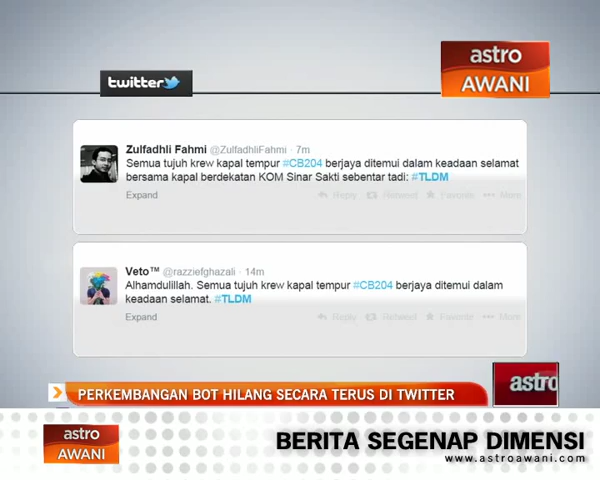 twitter
astro
AWANI
Zulfadhli Fahmi @ZulfadhliFahmi · 7m
Semua tujuh krew kapal tempur #CB204 berjaya ditemui dalam keadaan selamat
bersama kapal berdekatan KOM Sinar Sakti sebentar tadi: #TLDM
Expand Reply Retweet Favorite More
Veto™ @razziefghazali · 14m
Alhamdulillah. Semua tujuh krew kapal tempur #CB204 berjaya ditemui dalam
keadaan selamat. #TLDM
Expand Reply Retweet Favorite More
PERKEMBANGAN BOT HILANG SECARA TERUS DI TWITTER
astro
astro
AWANI
BERITA SEGENAP DIMENSI
www.astroawani.com